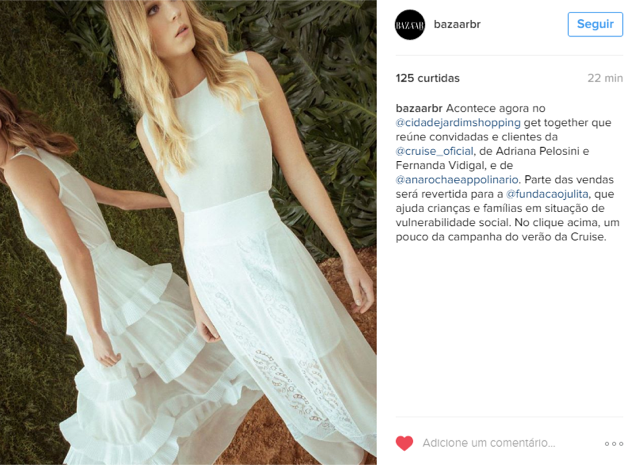 BAZAAR
bazaarbr
Seguir
125 curtidas
22 min
bazaarbr Acontece agora no
@cidadejardimshopping get together que
reúne convidadas e clientes da
@cruise_oficial, de Adriana Pelosini e
Fernanda Vidigal, e de
@anarochaeappolinario. Parte das vendas
será revertida para a @fundacaojulita, que
ajuda crianças e famílias em situação de
vulnerabilidade social. No clique acima, um
pouco da campanha do verão da Cruise.
Adicione um comentário...